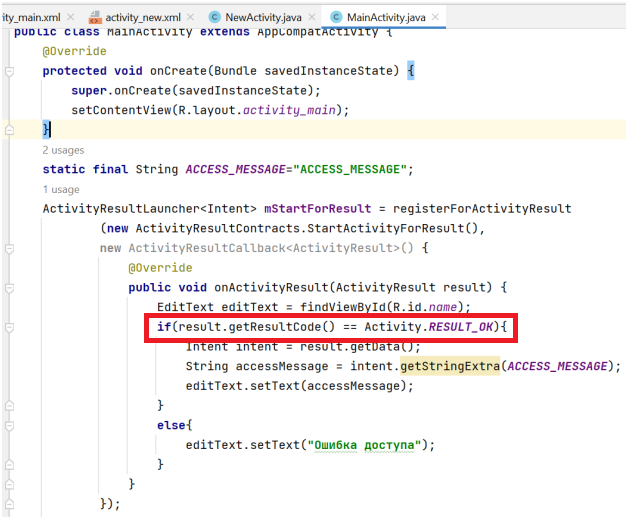 ity_main.xml activity_new.xml NewActivity.java MainActivity.java
public class MainActivity extends AppCompatActivity {
@Override
protected void onCreate(Bundle savedInstanceState) {
super.onCreate(savedInstanceState);
setContentView(R.layout.activity_main);
}
2 usages
static final String ACCESS_MESSAGE="ACCESS_MESSAGE";
1 usage
ActivityResultLauncher<Intent> mStartForResult = registerForActivityResult
(new ActivityResultContracts.StartActivityForResult(),
new ActivityResultCallback<ActivityResult>() {
@Override
public void onActivityResult(ActivityResult result) {
EditText editText = findViewById(R.id.name);
if(result.getResultCode() == Activity.RESULT_OK){
Intent intent = result.getData();
String accessMessage = intent.getStringExtra(ACCESS_MESSAGE);
editText.setText(accessMessage);
}
else{
editText.setText("Ошибка доступа");
}
}
});